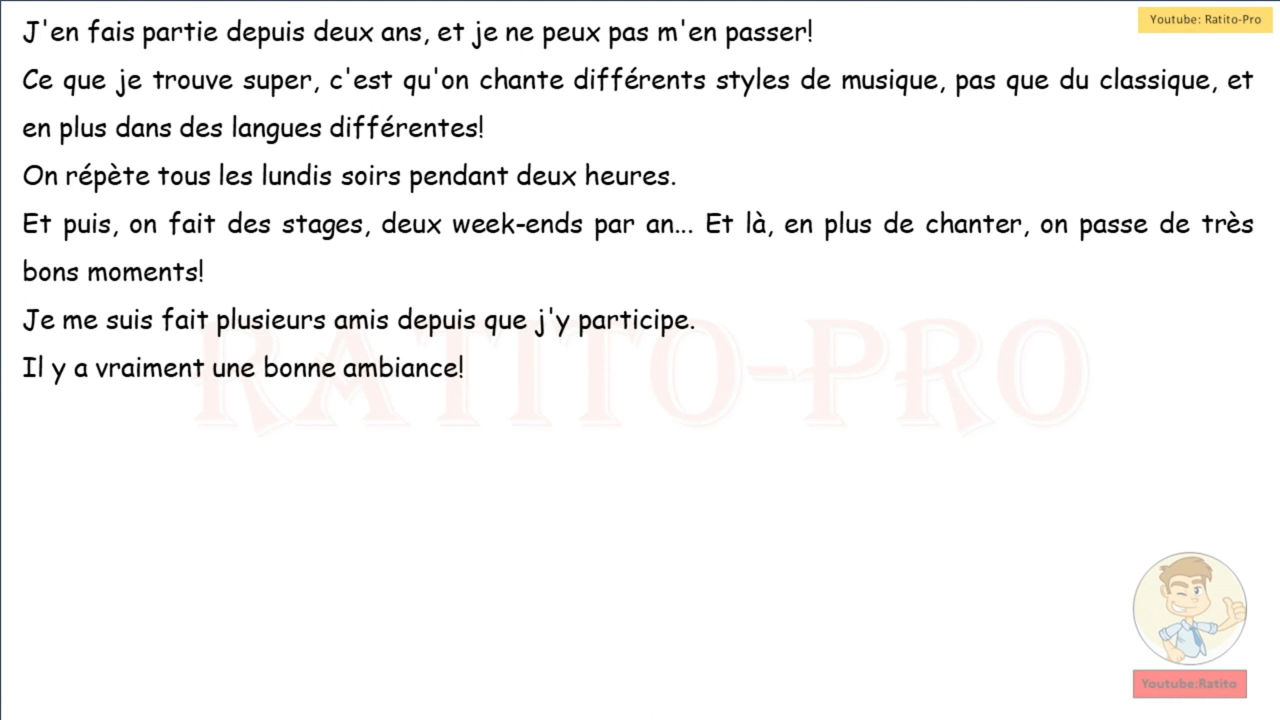 Youtube: Ratito-Pro
J'en fais partie depuis deux ans, et je ne peux pas m'en passer!
Ce que je trouve super, c'est qu'on chante différents styles de musique, pas que du classique, et
en plus dans des langues différentes!
On répète tous les lundis soirs pendant deux heures.
Et puis, on fait des stages, deux week-ends par an... Et là, en plus de chanter, on passe de très
bons moments!
Je me suis fait plusieurs amis depuis que j'y participe.
Il y a vraiment une bonne ambiance!
RATITO-PRO
Youtube:Ratito